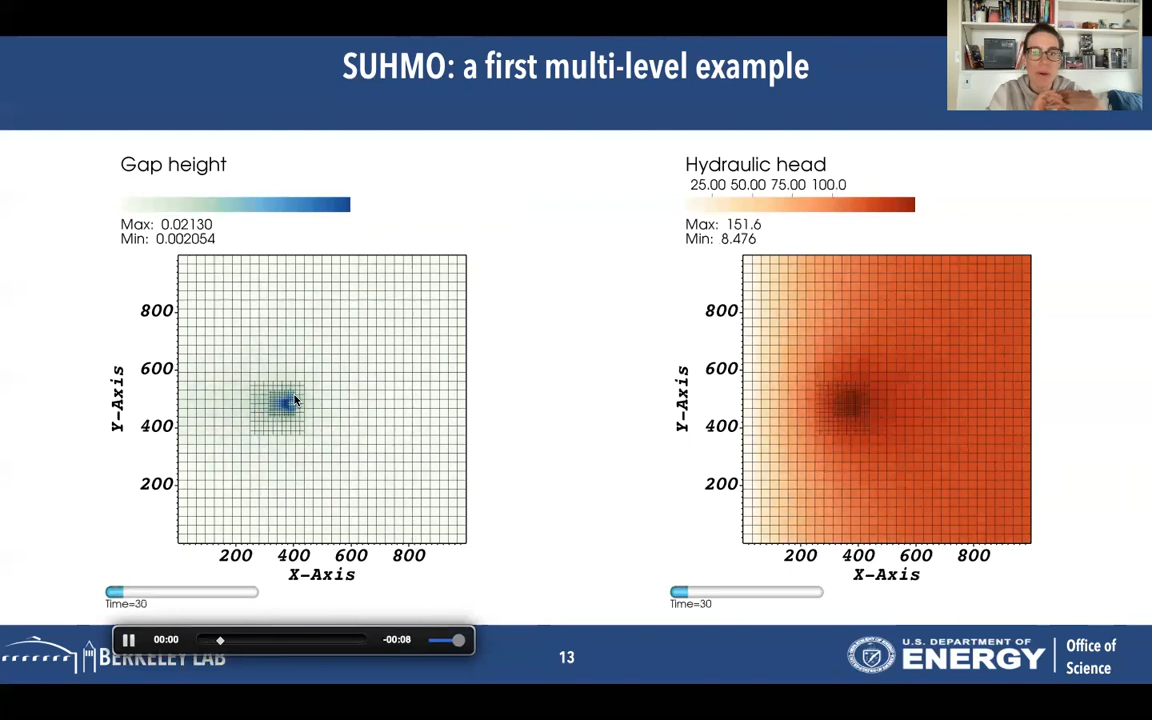 SUHMO: a first multi-level example
Gap height
Max: 0.02130
Min: 0.002054
Y-Axis
800
600
400
200
200 400 600 800
X-Axis
Time=30
Hydraulic head
25.00 50.00 75.00 100.0
Max: 151.6
Min: 8.476
Y-Axis
800
600
400
200
200 400 600 800
X-Axis
Time=30
00:00
-00:08
BERKELEY LAB
13
U.S. DEPARTMENT OF
ENERGY
Office of
Science